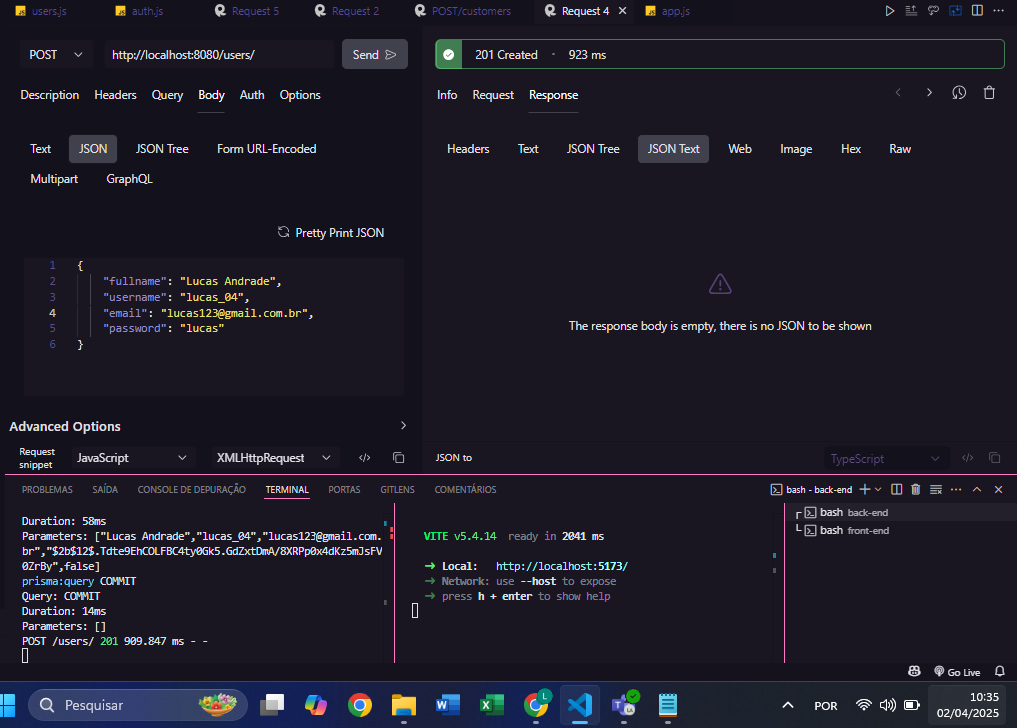 users.js auth.js Request 5 Request 2 POST/customers Request 4 app.js
POST http://localhost:8080/users/ Send
201 Created · 923 ms
Description Headers Query Body Auth Options
Info Request Response
Text JSON JSON Tree Form URL-Encoded
Multipart GraphQL
Headers Text JSON Tree JSON Text Web Image Hex Raw
Pretty Print JSON
1 {
2 "fullname": "Lucas Andrade",
3 "username": "lucas_04",
4 "email": "lucas123@gmail.com.br",
5 "password": "lucas"
6 }
The response body is empty, there is no JSON to be shown
Advanced Options
Request snippet JavaScript XMLHttpRequest
JSON to TypeScript
PROBLEMAS SAÍDA CONSOLE DE DEPURAÇÃO TERMINAL PORTAS GITLENS COMENTÁRIOS
bash - back-end
Duration: 58ms
Parameters: ["Lucas Andrade","lucas_04","lucas123@gmail.com.
br","$2b$12$.Tdte9EhCOLFBC4ty0Gk5.GdZxtDmA/8XRPp0x4dKz5mJsFV
0ZrBy",false]
prisma:query COMMIT
Query: COMMIT
Duration: 14ms
Parameters: []
POST /users/ 201 909.847 ms - -
VITE v5.4.14 ready in 2041 ms
➜ Local: http://localhost:5173/
➜ Network: use --host to expose
➜ press h + enter to show help
bash back-end
bash front-end
Go Live
Pesquisar
L
POR
10:35
02/04/2025